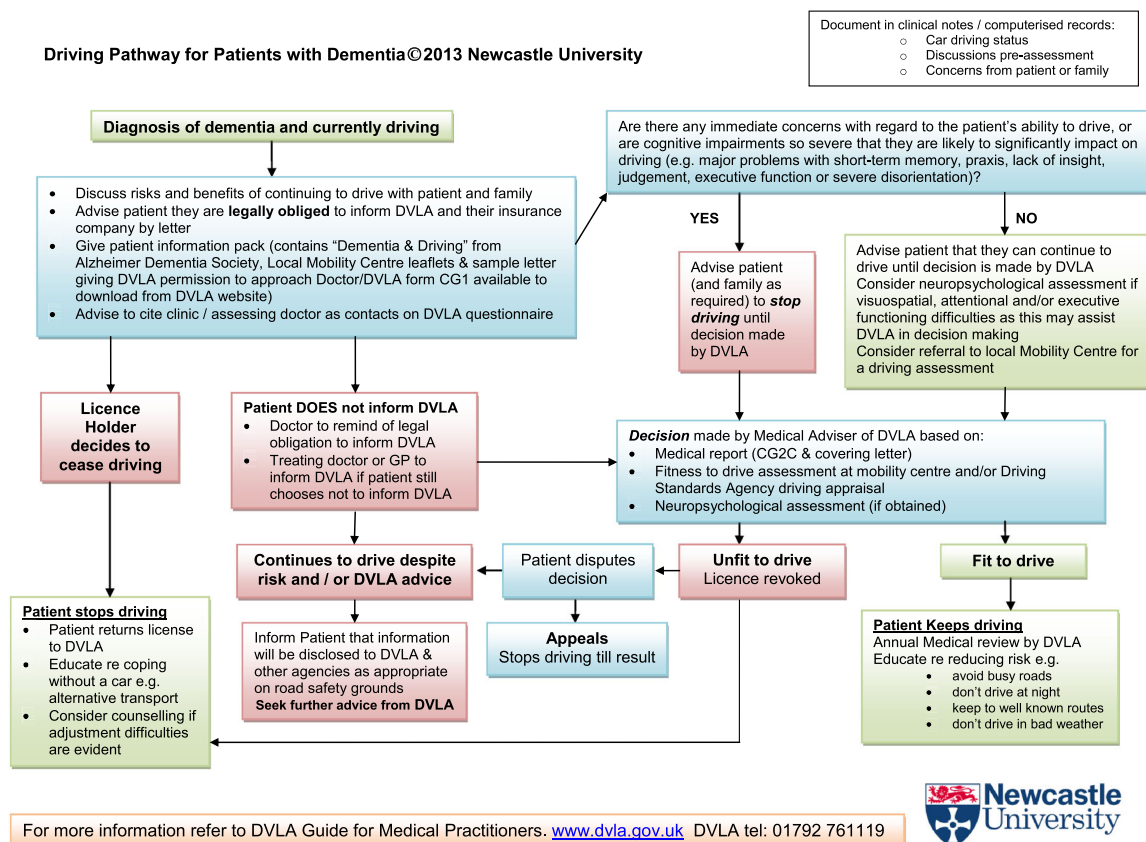 Document in clinical notes / computerised records:
o Car driving status
o Discussions pre-assessment
o Concerns from patient or family
Driving Pathway for Patients with Dementia©2013 Newcastle University
Diagnosis of dementia and currently driving
• Discuss risks and benefits of continuing to drive with patient and family
• Advise patient they are legally obliged to inform DVLA and their insurance
company by letter
• Give patient information pack (contains “Dementia & Driving” from
Alzheimer Dementia Society, Local Mobility Centre leaflets & sample letter
giving DVLA permission to approach Doctor/DVLA form CG1 available to
download from DVLA website)
• Advise to cite clinic / assessing doctor as contacts on DVLA questionnaire
Are there any immediate concerns with regard to the patient’s ability to drive, or
are cognitive impairments so severe that they are likely to significantly impact on
driving (e.g. major problems with short-term memory, praxis, lack of insight,
judgement, executive function or severe disorientation)?
YES
NO
Advise patient
(and family as
required) to stop
driving until
decision made
by DVLA
Advise patient that they can continue to
drive until decision is made by DVLA
Consider neuropsychological assessment if
visuospatial, attentional and/or executive
functioning difficulties as this may assist
DVLA in decision making
Consider referral to local Mobility Centre for
a driving assessment
Licence
Holder
decides to
cease driving
Patient DOES not inform DVLA
• Doctor to remind of legal
obligation to inform DVLA
• Treating doctor or GP to
inform DVLA if patient still
chooses not to inform DVLA
Decision made by Medical Adviser of DVLA based on:
• Medical report (CG2C & covering letter)
• Fitness to drive assessment at mobility centre and/or Driving
Standards Agency driving appraisal
• Neuropsychological assessment (if obtained)
Continues to drive despite
risk and / or DVLA advice
Patient disputes
decision
Unfit to drive
Licence revoked
Fit to drive
Patient stops driving
• Patient returns license
to DVLA
• Educate re coping
without a car e.g.
alternative transport
• Consider counselling if
adjustment difficulties
are evident
Inform Patient that information
will be disclosed to DVLA &
other agencies as appropriate
on road safety grounds
Seek further advice from DVLA
Appeals
Stops driving till result
Patient Keeps driving
Annual Medical review by DVLA
Educate re reducing risk e.g.
• avoid busy roads
• don’t drive at night
• keep to well known routes
• don’t drive in bad weather
For more information refer to DVLA Guide for Medical Practitioners. www.dvla.gov.uk DVLA tel: 01792 761119
Newcastle
University